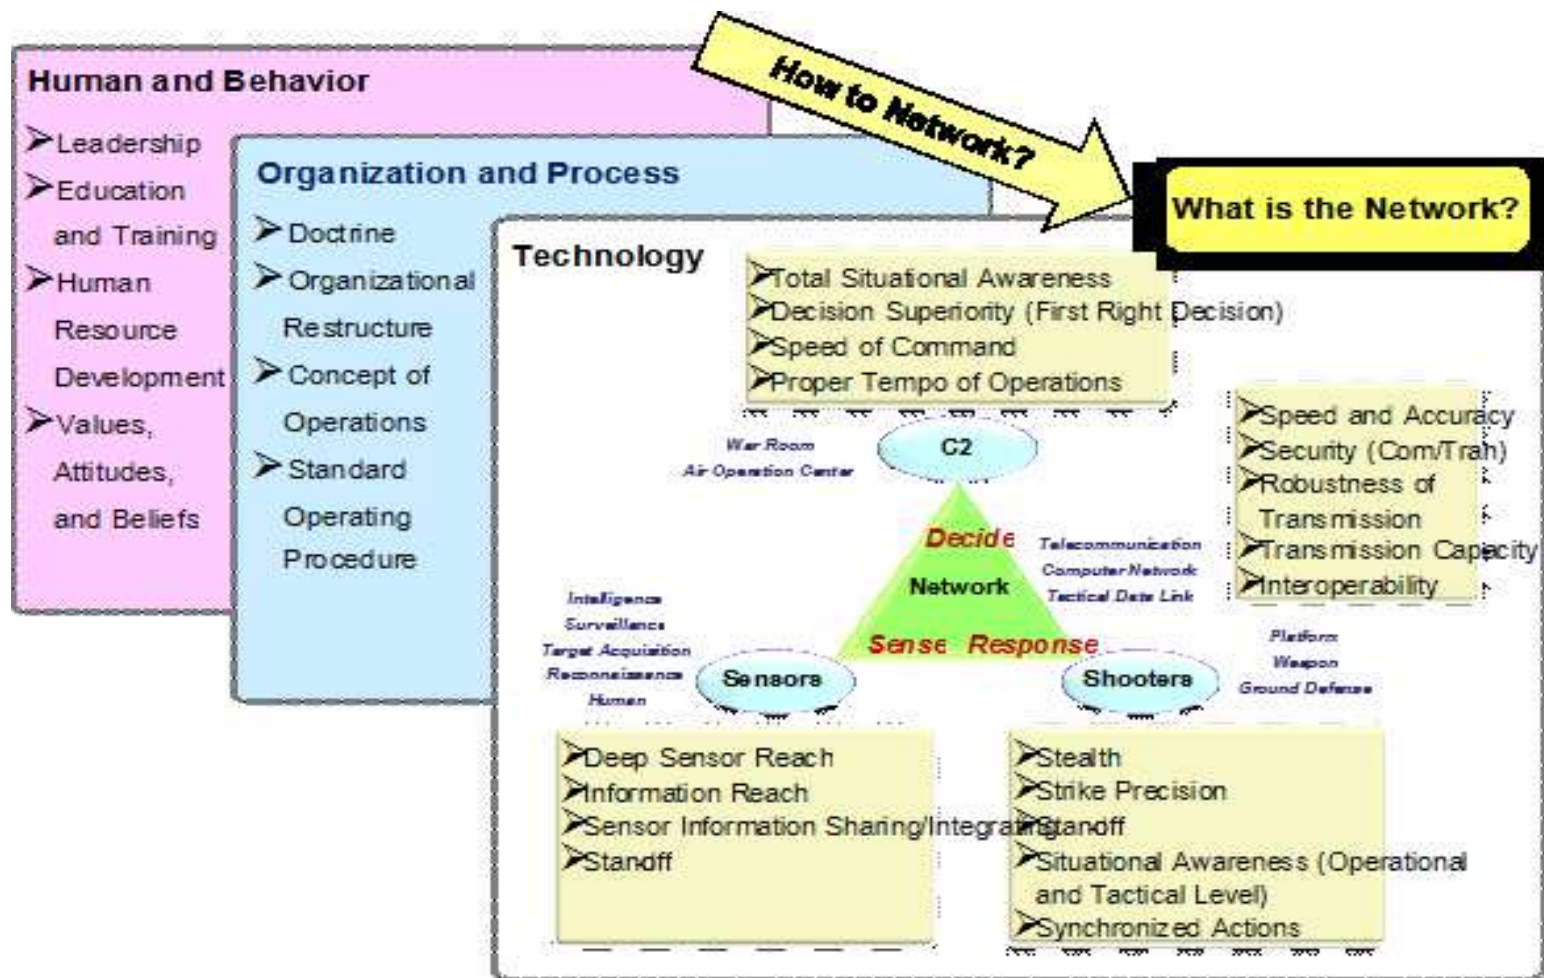 How to Network?
What is the Network?
Human and Behavior
➢Leadership
➢Education
and Training
➢Human
Resource
Development
➢Values,
Attitudes,
and Beliefs
Organization and Process
➢Doctrine
➢Organizational
Restructure
➢Concept of
Operations
➢Standard
Operating
Procedure
Technology
➢Total Situational Awareness
➢Decision Superiority (First Right Decision)
➢Speed of Command
➢Proper Tempo of Operations
War Room
Air Operation Center
C2
➢Speed and Accuracy
➢Security (Com/Tran)
➢Robustness of
Transmission
➢Transmission Capacity
➢Interoperability
Decide
Network
Sense Response
Telecommunication
Computer Network
Tactical Data Link
Intelligence
Surveillance
Target Acquisition
Reconnaissance
Human
Sensors
Shooters
Platform
Weapon
Ground Defense
➢Deep Sensor Reach
➢Information Reach
➢Sensor Information Sharing/Integrating
➢Standff
➢Stealth
➢Strike Precision
➢Standff
➢Situational Awareness (Operational
and Tactical Level)
➢Synchronized Actions